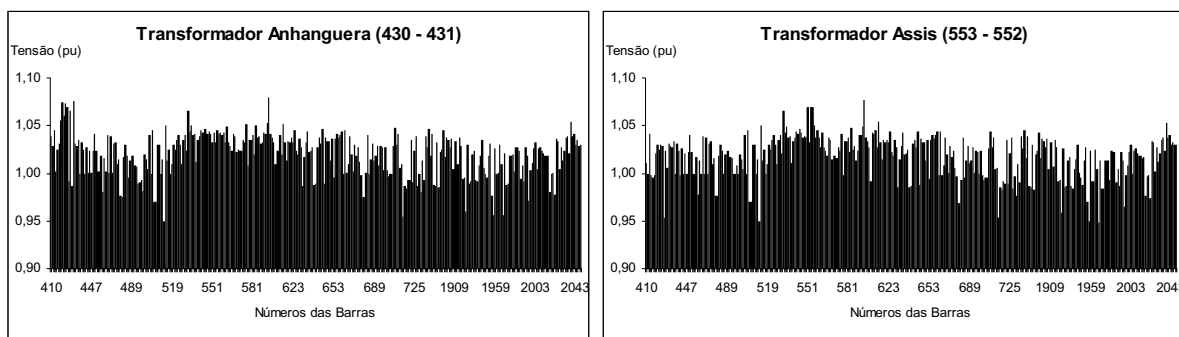 Transformador Anhanguera (430 - 431)
Tensão (pu)
1,10
1,05
1,00
0,95
0,90
410 447 489 519 551 581 623 653 689 725 1909 1959 2003 2043
Números das Barras
Transformador Assis (553 - 552)
Tensão (pu)
1,10
1,05
1,00
0,95
0,90
410 447 489 519 551 581 623 653 689 725 1909 1959 2003 2043
Números das Barras